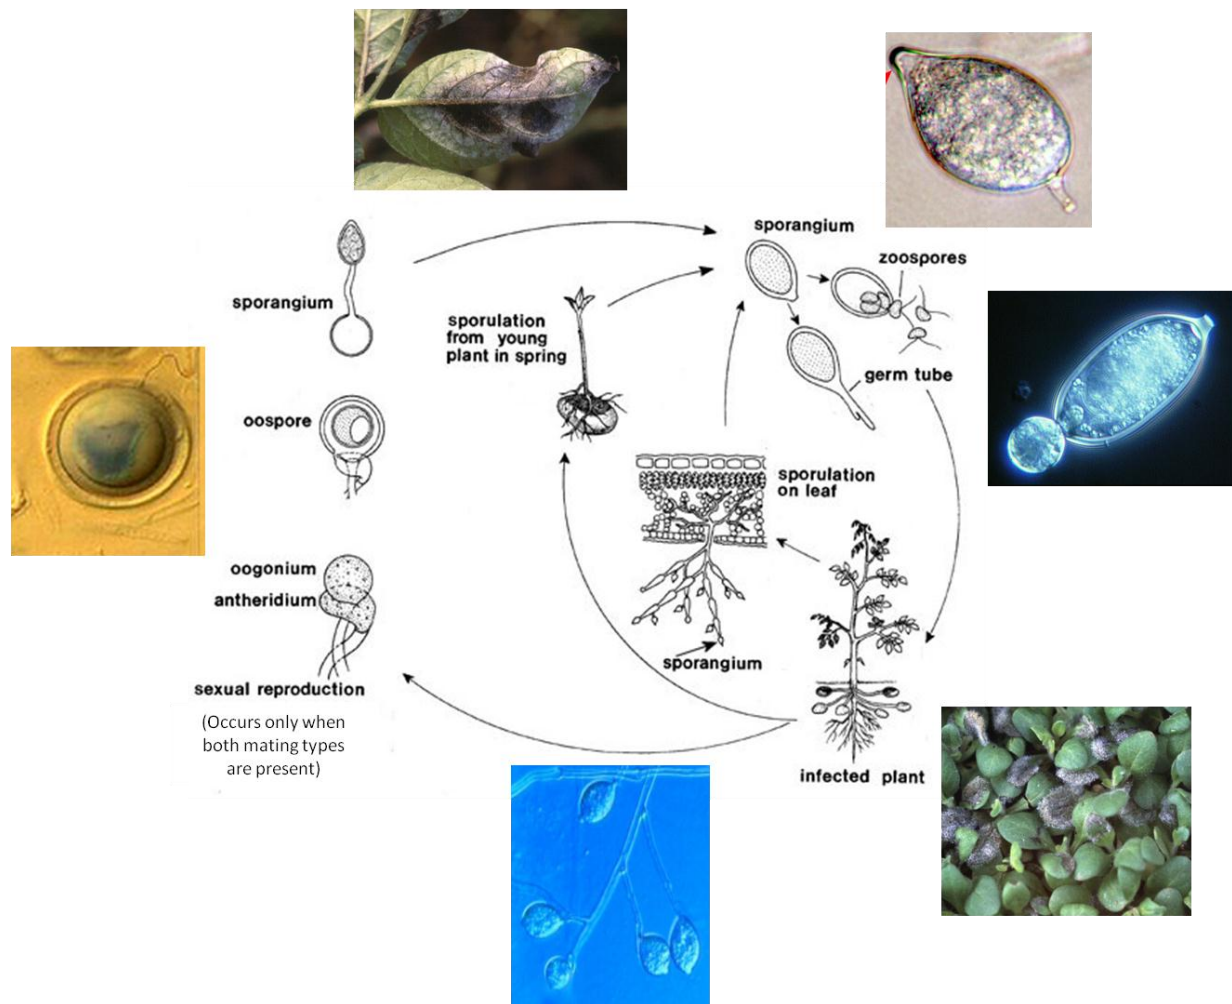 sporangium
zoospores
sporangium
sporulation
from young
plant in spring
germ tube
oospore
sporulation
on leaf
oogonium
antheridium
sporangium
sexual reproduction
(Occurs only when
both mating types
are present)
infected plant